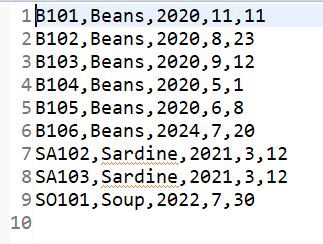 1 B101,Beans,2020,11,11
2 B102,Beans,2020,8,23
3 B103,Beans,2020,9,12
4 B104,Beans,2020,5,1
5 B105,Beans,2020,6,8
6 B106,Beans,2024,7,20
7 SA102,Sardine,2021,3,12
8 SA103,Sardine,2021,3,12
9 SO101,Soup,2022,7,30
10